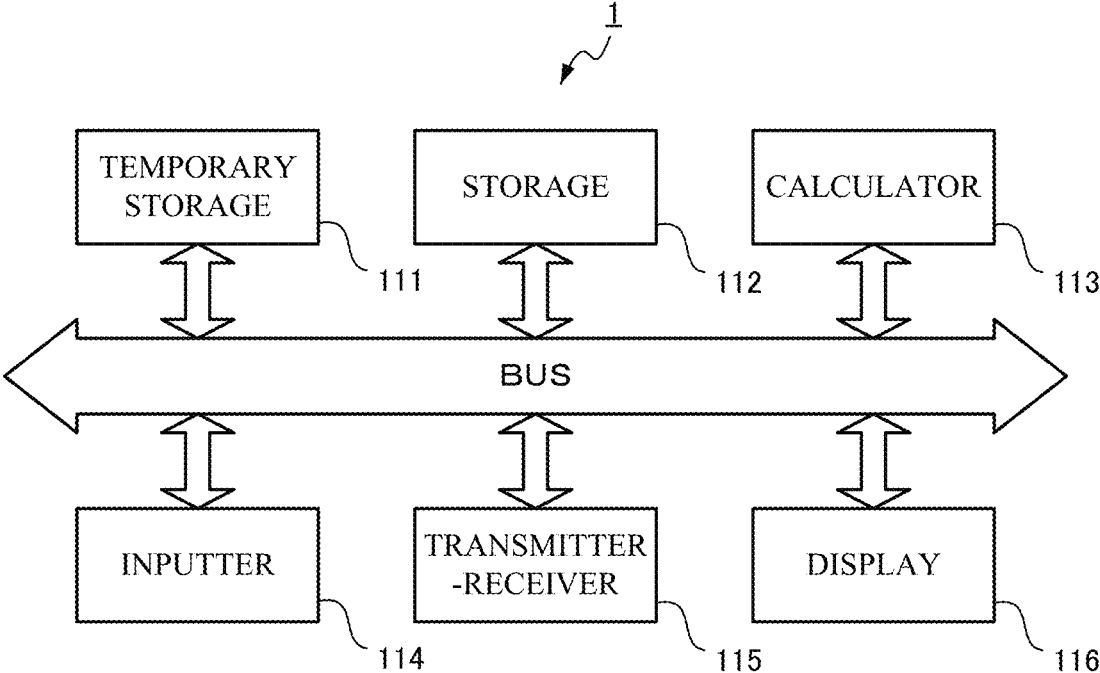 1
TEMPORARY
STORAGE
111
STORAGE
112
CALCULATOR
113
BUS
INPUTTER
114
TRANSMITTER
-RECEIVER
115
DISPLAY
116